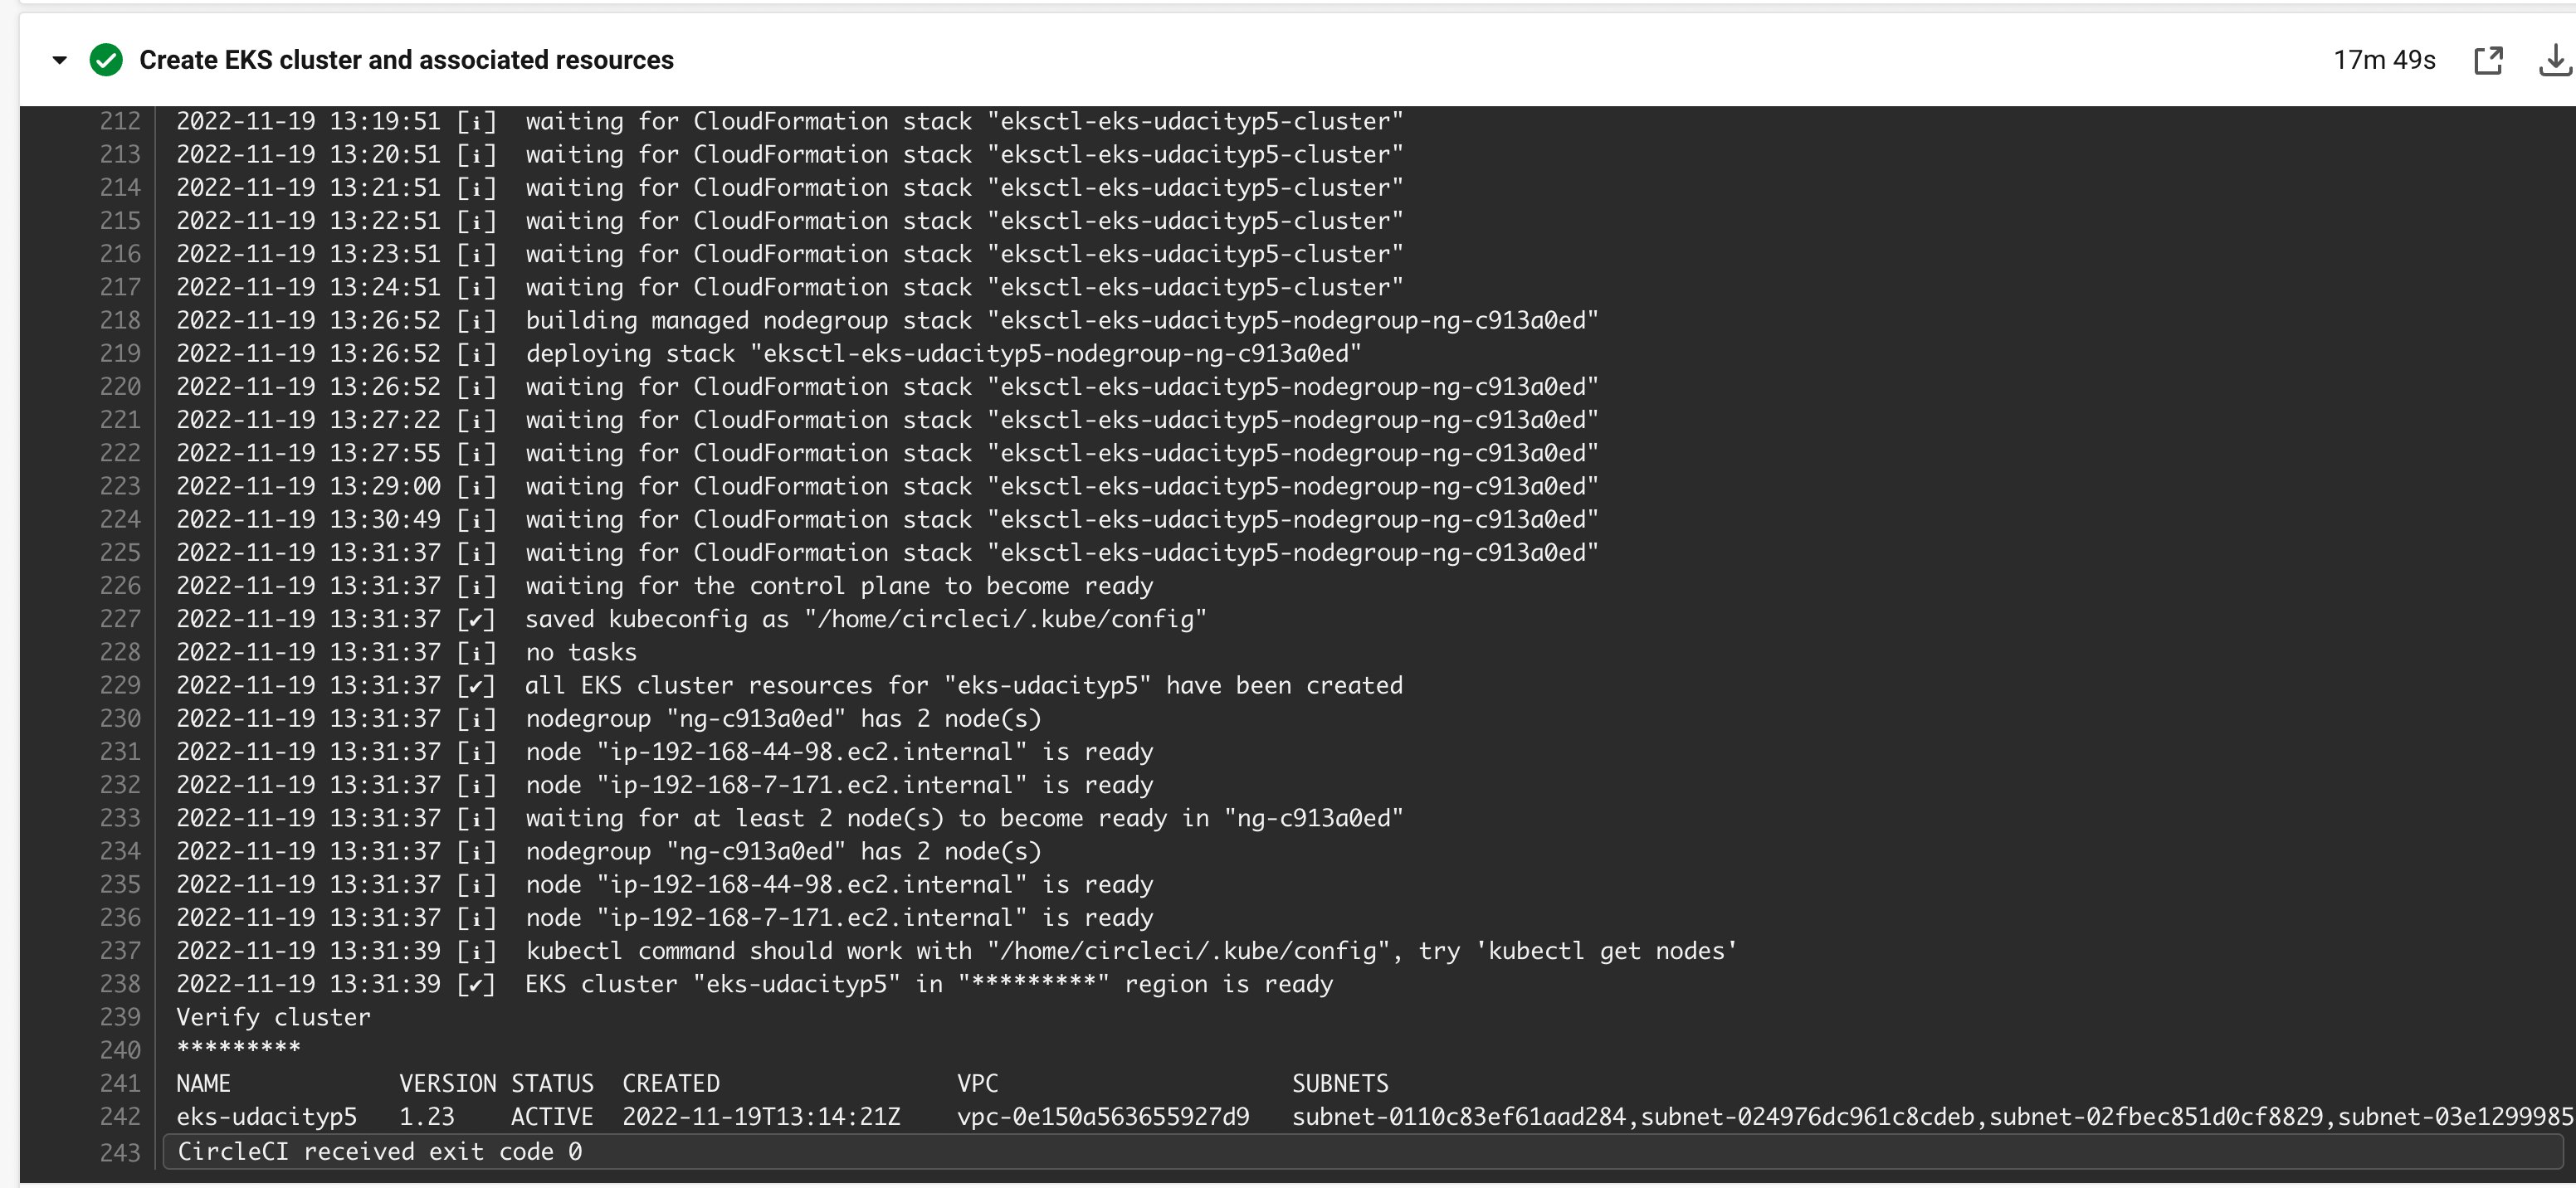 Create EKS cluster and associated resources 17m 49s
212 2022-11-19 13:19:51 [ℹ]  waiting for CloudFormation stack "eksctl-eks-udacityp5-cluster"
213 2022-11-19 13:20:51 [ℹ]  waiting for CloudFormation stack "eksctl-eks-udacityp5-cluster"
214 2022-11-19 13:21:51 [ℹ]  waiting for CloudFormation stack "eksctl-eks-udacityp5-cluster"
215 2022-11-19 13:22:51 [ℹ]  waiting for CloudFormation stack "eksctl-eks-udacityp5-cluster"
216 2022-11-19 13:23:51 [ℹ]  waiting for CloudFormation stack "eksctl-eks-udacityp5-cluster"
217 2022-11-19 13:24:51 [ℹ]  waiting for CloudFormation stack "eksctl-eks-udacityp5-cluster"
218 2022-11-19 13:26:52 [ℹ]  building managed nodegroup stack "eksctl-eks-udacityp5-nodegroup-ng-c913a0ed"
219 2022-11-19 13:26:52 [ℹ]  deploying stack "eksctl-eks-udacityp5-nodegroup-ng-c913a0ed"
220 2022-11-19 13:26:52 [ℹ]  waiting for CloudFormation stack "eksctl-eks-udacityp5-nodegroup-ng-c913a0ed"
221 2022-11-19 13:27:22 [ℹ]  waiting for CloudFormation stack "eksctl-eks-udacityp5-nodegroup-ng-c913a0ed"
222 2022-11-19 13:27:55 [ℹ]  waiting for CloudFormation stack "eksctl-eks-udacityp5-nodegroup-ng-c913a0ed"
223 2022-11-19 13:29:00 [ℹ]  waiting for CloudFormation stack "eksctl-eks-udacityp5-nodegroup-ng-c913a0ed"
224 2022-11-19 13:30:49 [ℹ]  waiting for CloudFormation stack "eksctl-eks-udacityp5-nodegroup-ng-c913a0ed"
225 2022-11-19 13:31:37 [ℹ]  waiting for CloudFormation stack "eksctl-eks-udacityp5-nodegroup-ng-c913a0ed"
226 2022-11-19 13:31:37 [ℹ]  waiting for the control plane to become ready
227 2022-11-19 13:31:37 [✔]  saved kubeconfig as "/home/circleci/.kube/config"
228 2022-11-19 13:31:37 [ℹ]  no tasks
229 2022-11-19 13:31:37 [✔]  all EKS cluster resources for "eks-udacityp5" have been created
230 2022-11-19 13:31:37 [ℹ]  nodegroup "ng-c913a0ed" has 2 node(s)
231 2022-11-19 13:31:37 [ℹ]  node "ip-192-168-44-98.ec2.internal" is ready
232 2022-11-19 13:31:37 [ℹ]  node "ip-192-168-7-171.ec2.internal" is ready
233 2022-11-19 13:31:37 [ℹ]  waiting for at least 2 node(s) to become ready in "ng-c913a0ed"
234 2022-11-19 13:31:37 [ℹ]  nodegroup "ng-c913a0ed" has 2 node(s)
235 2022-11-19 13:31:37 [ℹ]  node "ip-192-168-44-98.ec2.internal" is ready
236 2022-11-19 13:31:37 [ℹ]  node "ip-192-168-7-171.ec2.internal" is ready
237 2022-11-19 13:31:39 [ℹ]  kubectl command should work with "/home/circleci/.kube/config", try 'kubectl get nodes'
238 2022-11-19 13:31:39 [✔]  EKS cluster "eks-udacityp5" in "*********" region is ready
239 Verify cluster
240 *********
241 NAME VERSION STATUS CREATED VPC SUBNETS
242 eks-udacityp5 1.23 ACTIVE 2022-11-19T13:14:21Z vpc-0e150a563655927d9 subnet-0110c83ef61aad284,subnet-024976dc961c8cdeb,subnet-02fbec851d0cf8829,subnet-03e1299985
243 CircleCI received exit code 0